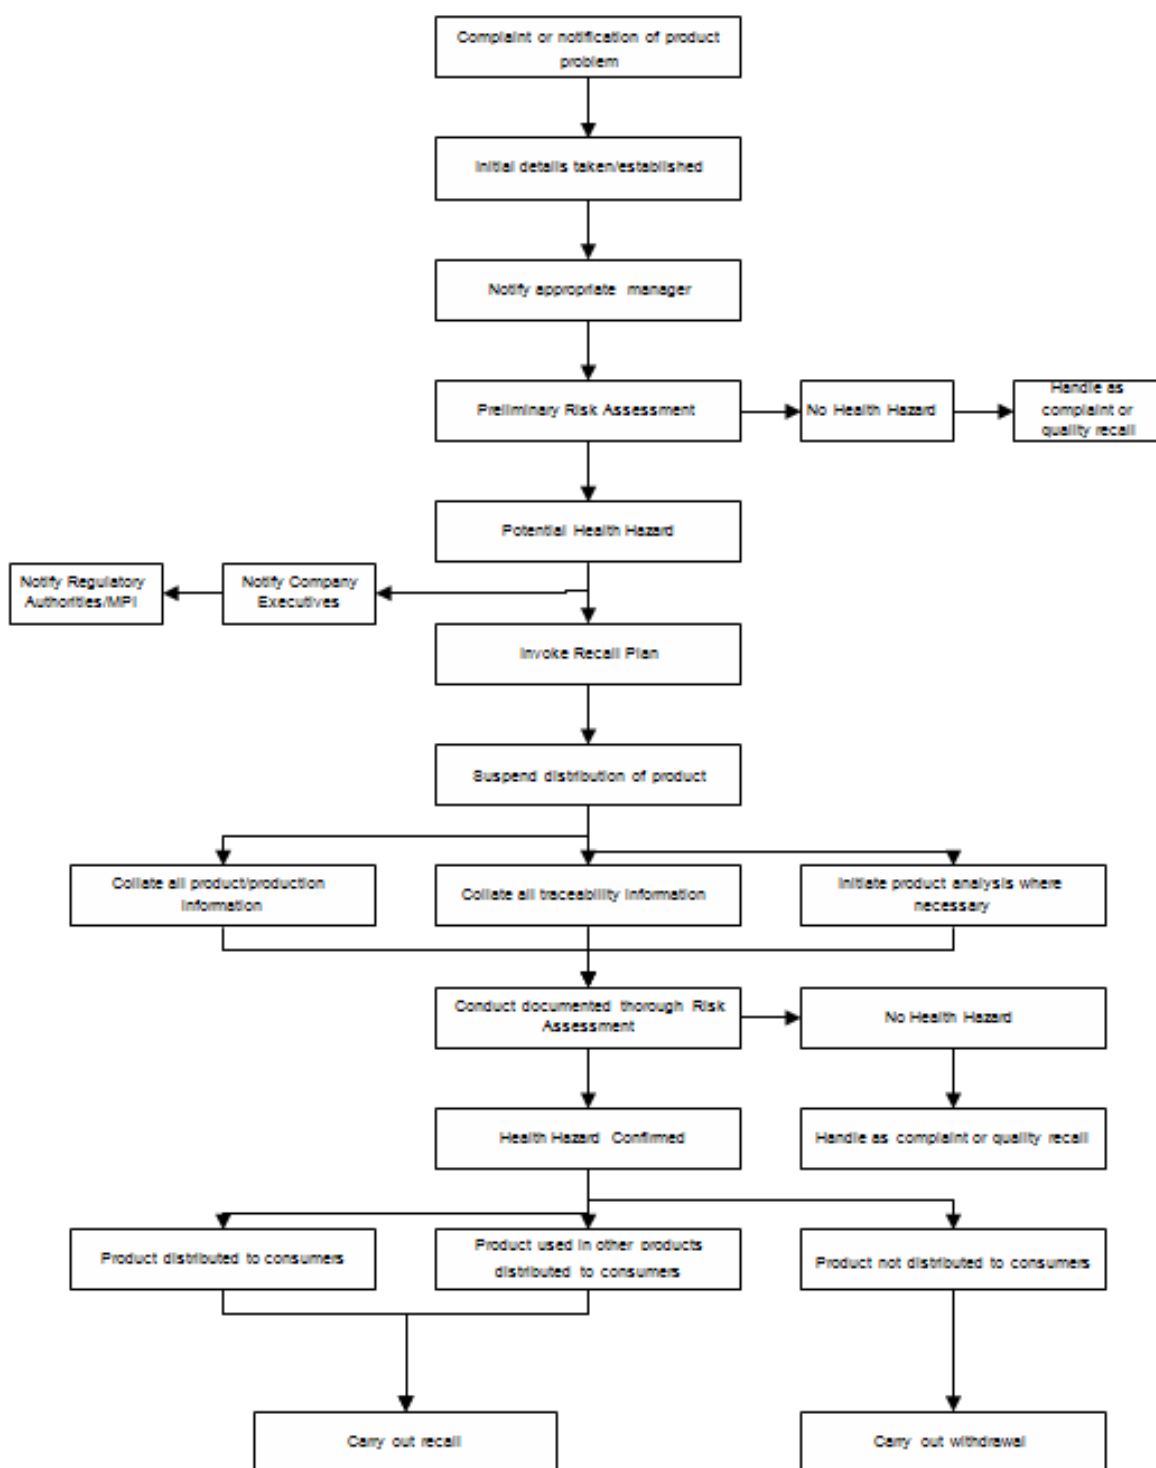 Complaint or notification of product
problem
Initial details taken/established
Notify appropriate manager
Preliminary Risk Assessment
No Health Hazard
Handle as
complaint or
quality recall
Potential Health Hazard
Notify Regulatory
Authorities/MPI
Notify Company
Executives
Invoke Recall Plan
Suspend distribution of product
Collate all product/production
information
Collate all traceability information
Initiate product analysis where
necessary
Conduct documented thorough Risk
Assessment
No Health Hazard
Health Hazard Confirmed
Handle as complaint or quality recall
Product distributed to consumers
Product used in other products
distributed to consumers
Product not distributed to consumers
Carry out recall
Carry out withdrawal